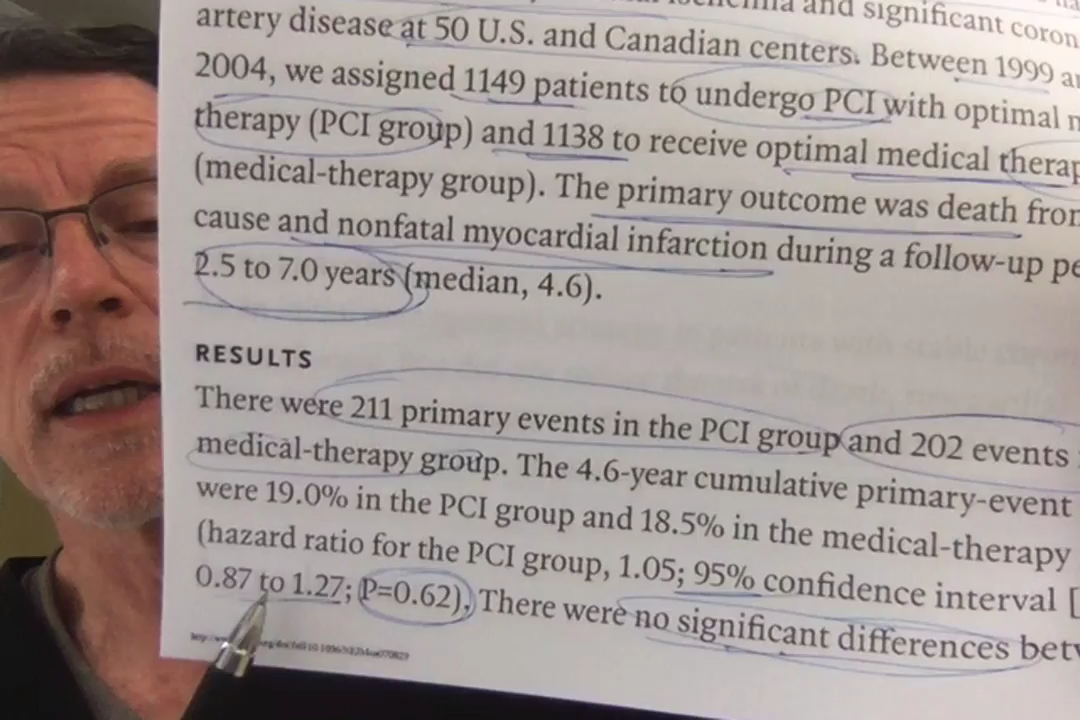 and significant coron
artery disease at 50 U.S. and Canadian centers. Between 1999 a
2004, we assigned 1149 patients to undergo PCI with optimal m
therapy (PCI group) and 1138 to receive optimal medical therap
(medical-therapy group). The primary outcome was death from
cause and nonfatal myocardial infarction during a follow-up pe
2.5 to 7.0 years (median, 4.6).
RESULTS
There were 211 primary events in the PCI group and 202 events
medical-therapy group. The 4.6-year cumulative primary-event
were 19.0% in the PCI group and 18.5% in the medical-therapy
(hazard ratio for the PCI group, 1.05; 95% confidence interval [
0.87 to 1.27; P=0.62). There were no significant differences betw